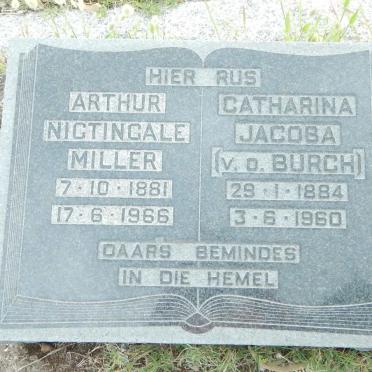 HIER RUS
ARTHUR
NIGTINGALE
MILLER
7·10·1881
17·6·1966
CATHARINA
JACOBA
(V. D. BURGH)
29·1·1884
3·6·1960
DAARS BEMINDES
IN DIE HEMEL